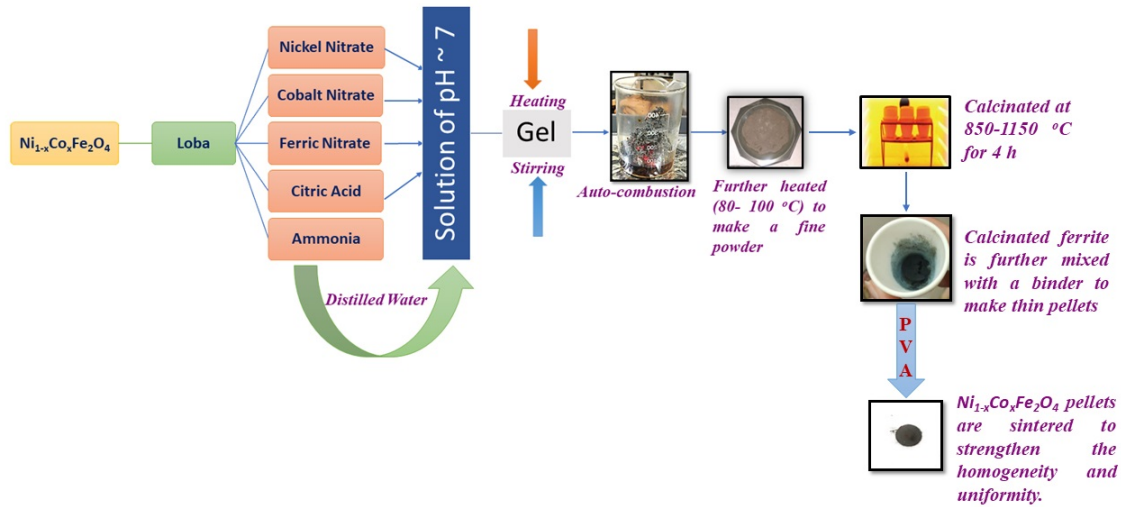 Ni1-xCoxFe2O4
Loba
Nickel Nitrate
Cobalt Nitrate
Ferric Nitrate
Citric Acid
Ammonia
Distilled Water
Solution of pH ~ 7
Heating
Gel
Stirring
Auto-combustion
Further heated
(80- 100 °C) to
make a fine
powder
Calcinated at
850-1150 °C
for 4 h
Calcinated ferrite
is further mixed
with a binder to
make thin pellets
P
V
A
Ni1-xCoxFe2O4 pellets
are sintered to
strengthen the
homogeneity and
uniformity.